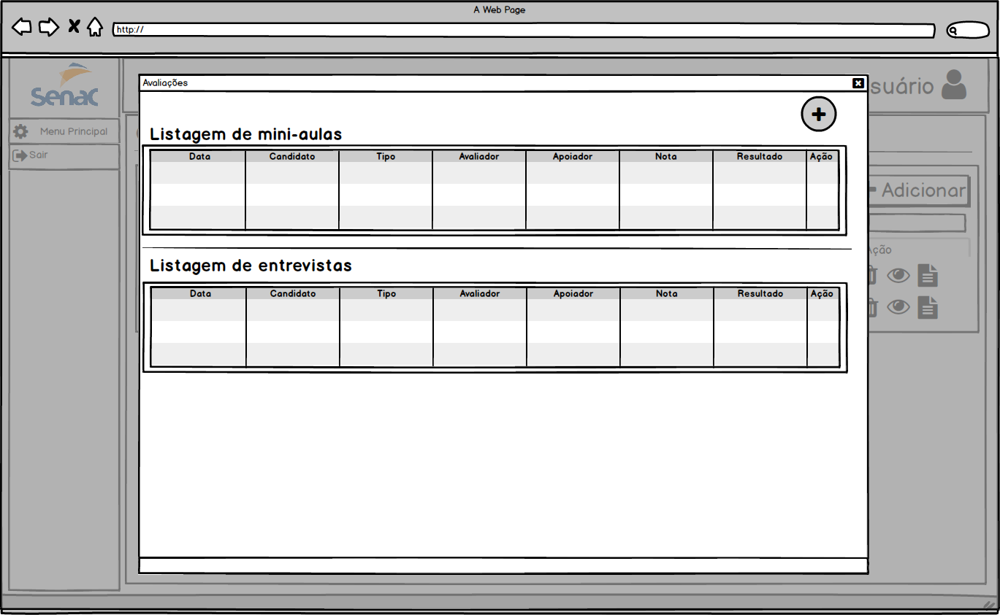 A Web Page
http://
Senac
Avaliações
suário
Menu Principal
Sair
Listagem de mini-aulas
Data Candidato Tipo Avaliador Apoiador Nota Resultado Ação
Adicionar
Ação
Listagem de entrevistas
Data Candidato Tipo Avaliador Apoiador Nota Resultado Ação